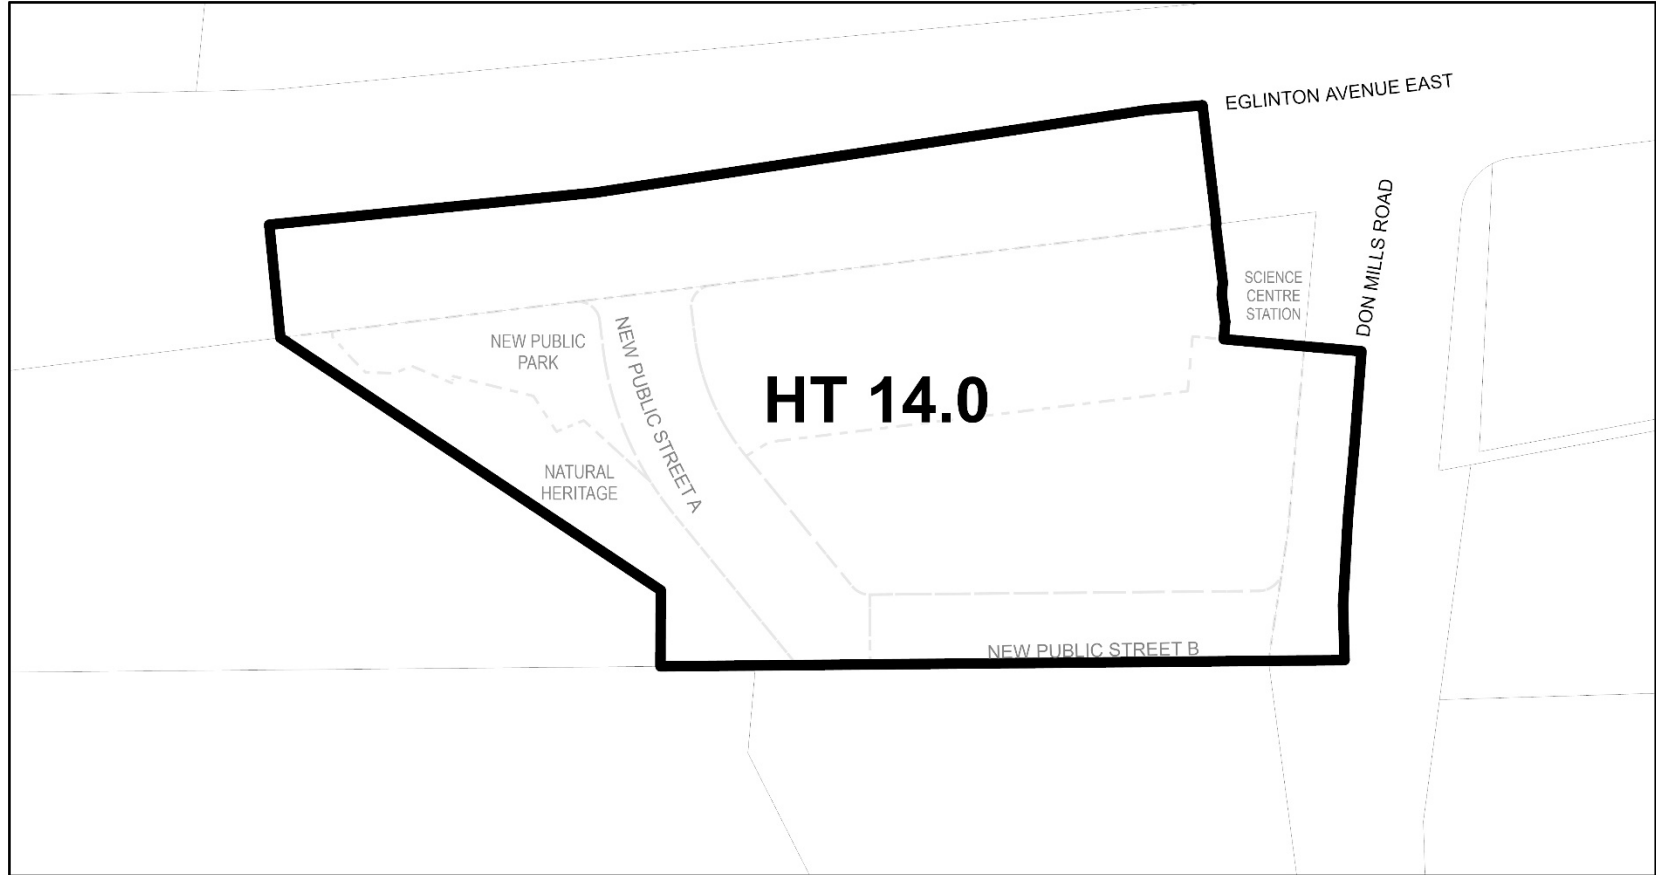 EGLINTON AVENUE EAST
DON MILLS ROAD
SCIENCE
CENTRE
STATION
NEW PUBLIC
PARK
NEW PUBLIC STREET A
HT 14.0
NATURAL
HERITAGE
NEW PUBLIC STREET B